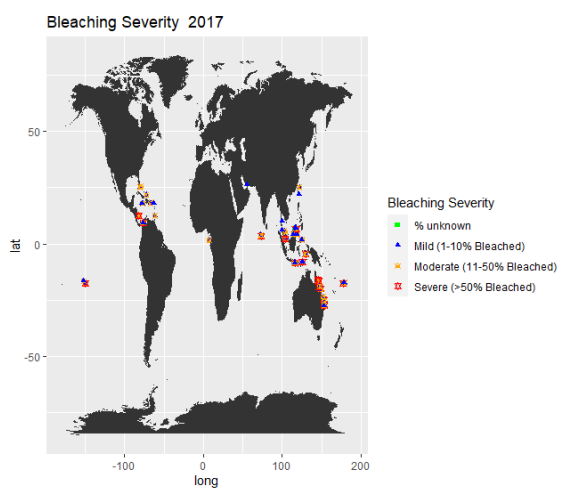 Bleaching Severity 2017
lat
50
0
-50
-100
0
100
200
long
Bleaching Severity
% unknown
Mild (1-10% Bleached)
Moderate (11-50% Bleached)
Severe (>50% Bleached)